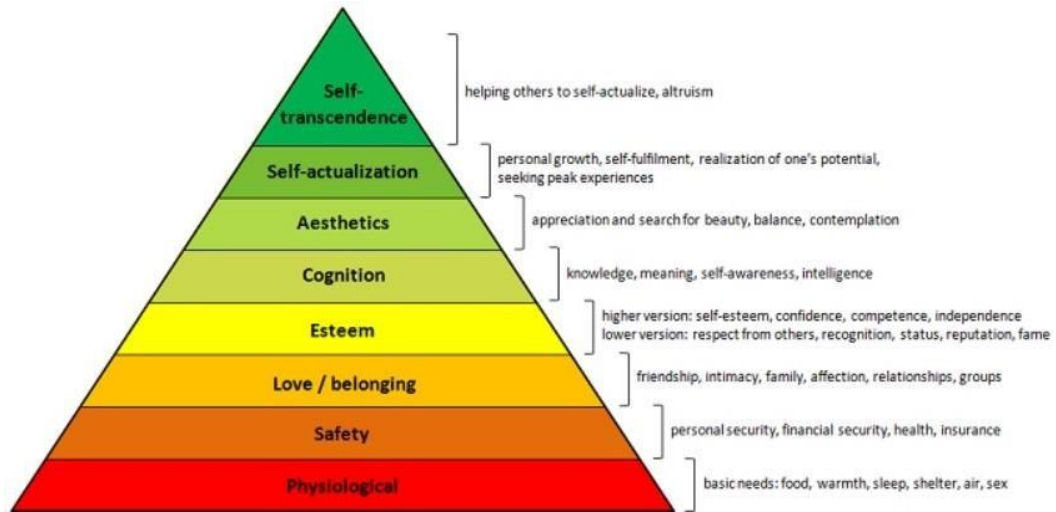 Self-
transcendence
helping others to self-actualize, altruism
Self-actualization
personal growth, self-fulfilment, realization of one's potential,
seeking peak experiences
Aesthetics
appreciation and search for beauty, balance, contemplation
Cognition
knowledge, meaning, self-awareness, intelligence
Esteem
higher version: self-esteem, confidence, competence, independence
lower version: respect from others, recognition, status, reputation, fame
Love / belonging
friendship, intimacy, family, affection, relationships, groups
Safety
personal security, financial security, health, insurance
Physiological
basic needs: food, warmth, sleep, shelter, air, sex